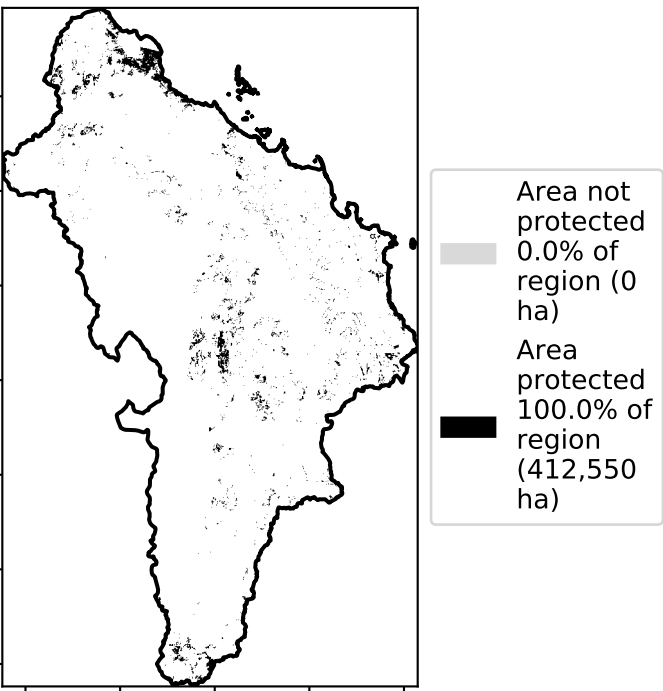 Area not
protected
0.0% of
region (0
ha)
Area
protected
100.0% of
region
(412,550
ha)